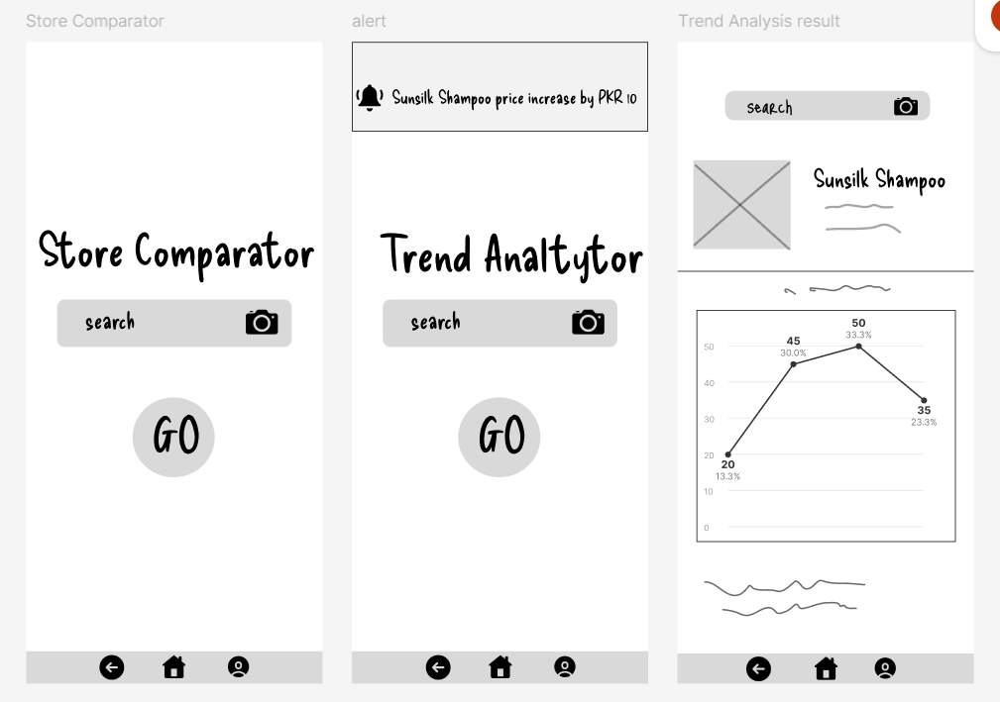 Store Comparator
Store Comparator
search
GO
alert
Sunsilk Shampoo price increase by PKR 10
Trend Analtytor
search
GO
Trend Analysis result
search
Sunsilk Shampoo
50
40
30
20
10
0
20
13.3%
45
30.0%
50
33.3%
35
23.3%